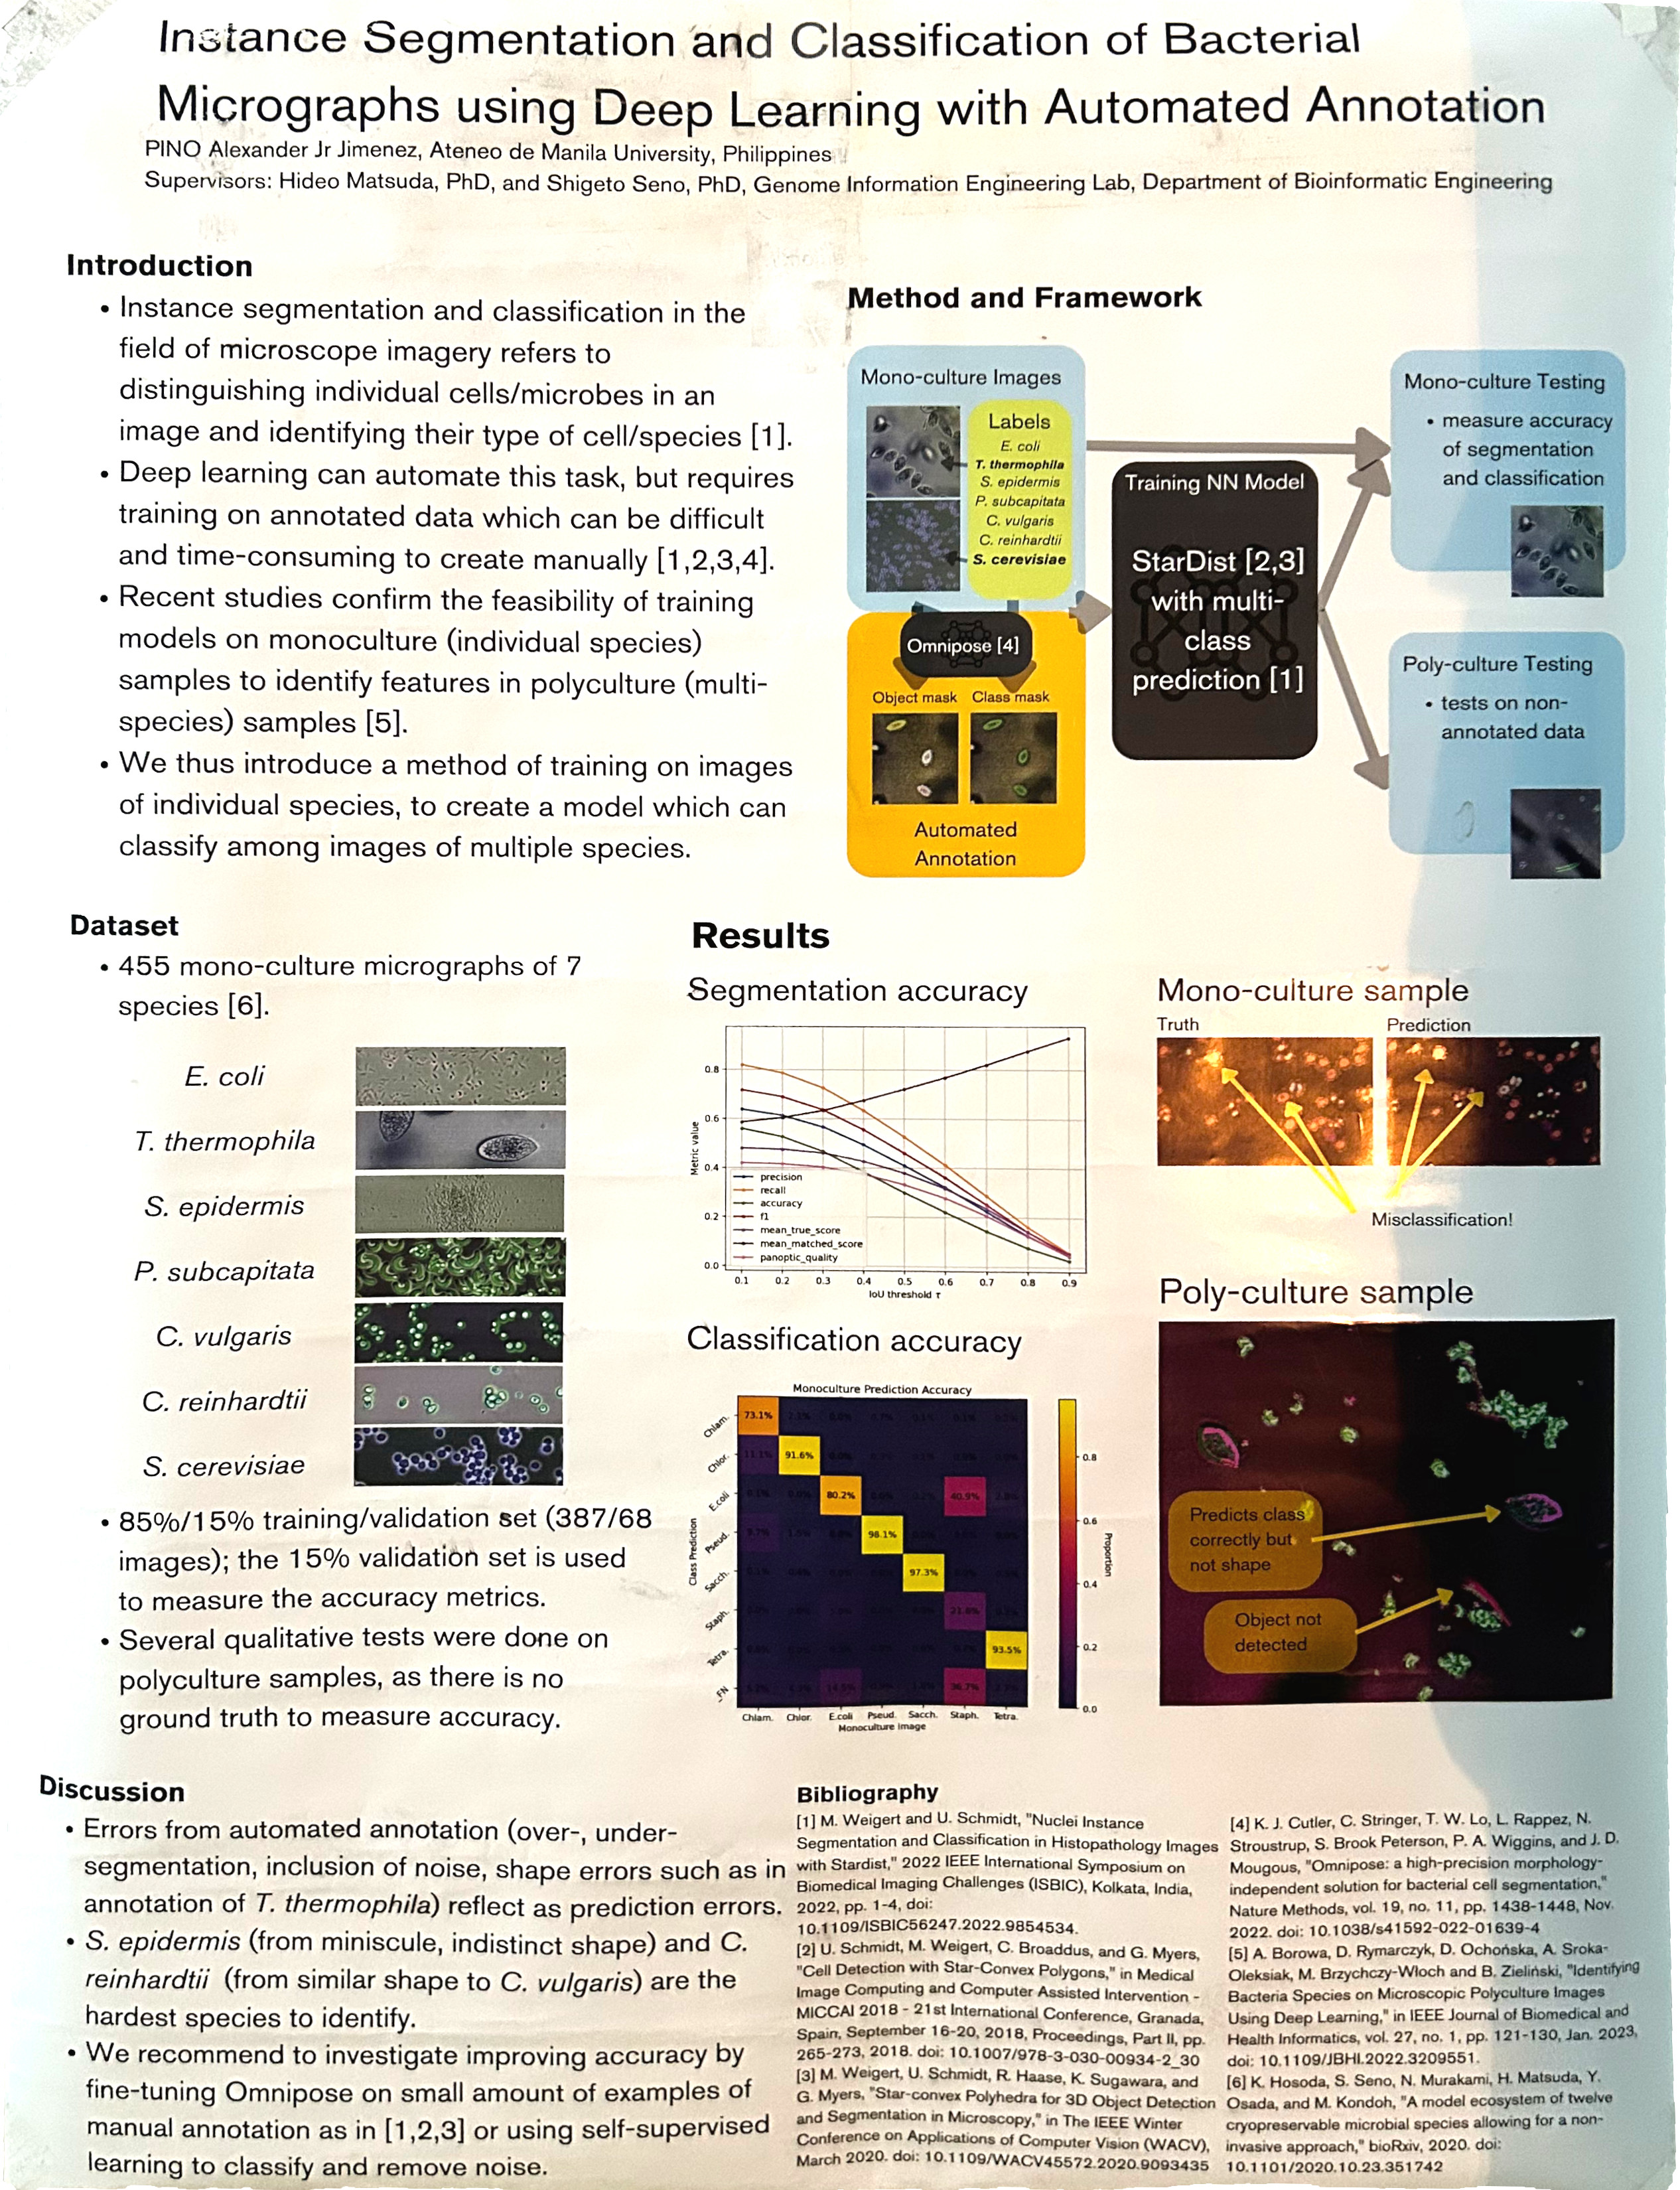 Instance Segmentation and Classification of Bacterial
Micrographs using Deep Learning with Automated Annotation
PINO Alexander Jr Jimenez, Ateneo de Manila University, Philippines
Supervisors: Hideo Matsuda, PhD, and Shigeto Seno, PhD, Genome Information Engineering Lab, Department of Bioinformatic Engineering
Introduction
• Instance segmentation and classification in the
field of microscope imagery refers to
distinguishing individual cells/microbes in an
image and identifying their type of cell/species [1].
• Deep learning can automate this task, but requires
training on annotated data which can be difficult
and time-consuming to create manually [1,2,3,4].
• Recent studies confirm the feasibility of training
models on monoculture (individual species)
samples to identify features in polyculture (multi-
species) samples [5].
• We thus introduce a method of training on images
of individual species, to create a model which can
classify among images of multiple species.
Method and Framework
Mono-culture Images
Labels
E. coli
T. thermophila
S. epidermis
P. subcapitata
C. vulgaris
C. reinhardtii
S. cerevisiae
Omnipose [4]
Object mask Class mask
Automated
Annotation
Training NN Model
StarDist [2,3]
with multi-
class
prediction [1]
Mono-culture Testing
• measure accuracy
of segmentation
and classification
Poly-culture Testing
• tests on non-
annotated data
Dataset
• 455 mono-culture micrographs of 7
species [6].
E. coli
T. thermophila
S. epidermis
P. subcapitata
C. vulgaris
C. reinhardtii
S. cerevisiae
• 85%/15% training/validation set (387/68
images); the 15% validation set is used
to measure the accuracy metrics.
• Several qualitative tests were done on
polyculture samples, as there is no
ground truth to measure accuracy.
Results
Segmentation accuracy
Metric value
0.8
0.6
0.4
0.2
0.0
precision
recall
accuracy
f1
mean_true_score
mean_matched_score
panoptic_quality
0.1 0.2 0.3 0.4 0.5 0.6 0.7 0.8 0.9
IoU threshold τ
Classification accuracy
Monoculture Prediction Accuracy
Class Prediction
Chlam. 73.1%
Chlor. 11.1% 91.6%
E.coli 80.2% 40.9%
Pseud. 98.1%
Sacch. 97.3%
Staph. 21.8%
Tetra. 93.5%
_FN 14.5% 36.7%
Chlam. Chlor. E.coli Pseud. Sacch. Staph. Tetra.
Monoculture Image
0.8
0.6
0.4
0.2
0.0
Proportion
Mono-culture sample
Truth
Prediction
Misclassification!
Poly-culture sample
Predicts class
correctly but
not shape
Object not
detected
Discussion
• Errors from automated annotation (over-, under-
segmentation, inclusion of noise, shape errors such as in
annotation of T. thermophila) reflect as prediction errors.
• S. epidermis (from miniscule, indistinct shape) and C.
reinhardtii (from similar shape to C. vulgaris) are the
hardest species to identify.
• We recommend to investigate improving accuracy by
fine-tuning Omnipose on small amount of examples of
manual annotation as in [1,2,3] or using self-supervised
learning to classify and remove noise.
Bibliography
[1] M. Weigert and U. Schmidt, "Nuclei Instance
Segmentation and Classification in Histopathology Images
with Stardist," 2022 IEEE International Symposium on
Biomedical Imaging Challenges (ISBIC), Kolkata, India,
2022, pp. 1-4, doi:
10.1109/ISBIC56247.2022.9854534.
[2] U. Schmidt, M. Weigert, C. Broaddus, and G. Myers,
"Cell Detection with Star-Convex Polygons," in Medical
Image Computing and Computer Assisted Intervention -
MICCAI 2018 - 21st International Conference, Granada,
Spain, September 16-20, 2018, Proceedings, Part II, pp.
265-273, 2018. doi: 10.1007/978-3-030-00934-2_30
[3] M. Weigert, U. Schmidt, R. Haase, K. Sugawara, and
G. Myers, "Star-convex Polyhedra for 3D Object Detection
and Segmentation in Microscopy," in The IEEE Winter
Conference on Applications of Computer Vision (WACV),
March 2020. doi: 10.1109/WACV45572.2020.9093435
[4] K. J. Cutler, C. Stringer, T. W. Lo, L. Rappez, N.
Stroustrup, S. Brook Peterson, P. A. Wiggins, and J. D.
Mougous, "Omnipose: a high-precision morphology-
independent solution for bacterial cell segmentation,"
Nature Methods, vol. 19, no. 11, pp. 1438-1448, Nov.
2022. doi: 10.1038/s41592-022-01639-4
[5] A. Borowa, D. Rymarczyk, D. Ochońska, A. Sroka-
Oleksiak, M. Brzychczy-Włoch and B. Zieliński, "Identifying
Bacteria Species on Microscopic Polyculture Images
Using Deep Learning," in IEEE Journal of Biomedical and
Health Informatics, vol. 27, no. 1, pp. 121-130, Jan. 2023,
doi: 10.1109/JBHI.2022.3209551.
[6] K. Hosoda, S. Seno, N. Murakami, H. Matsuda, Y.
Osada, and M. Kondoh, "A model ecosystem of twelve
cryopreservable microbial species allowing for a non-
invasive approach," bioRxiv, 2020. doi:
10.1101/2020.10.23.351742